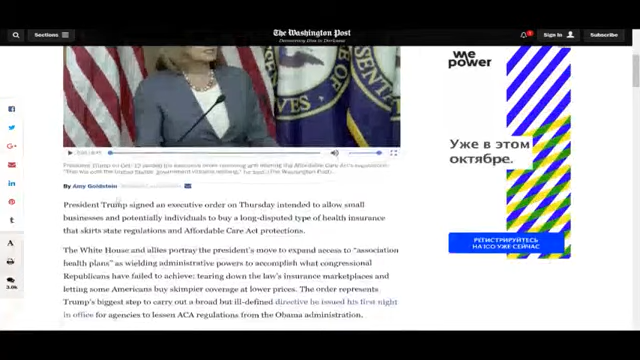 Sections
The Washington Post
Democracy Dies in Darkness
Sign In
Subscribe
we
power
Уже в этом
октябре.
РЕГИСТРИРУЙТЕСЬ
НА ICO УЖЕ СЕЙЧАС
By Amy Goldstein
President Trump signed an executive order on Thursday intended to allow small
businesses and potentially individuals to buy a long-disputed type of health insurance
that skirts state regulations and Affordable Care Act protections.
The White House and allies portray the president's move to expand access to "association
health plans" as wielding administrative powers to accomplish what congressional
Republicans have failed to achieve: tearing down the law's insurance marketplaces and
letting some Americans buy skimpier coverage at lower prices. The order represents
Trump's biggest step to carry out a broad but ill-defined directive he issued his first night
in office for agencies to lessen ACA regulations from the Obama administration.